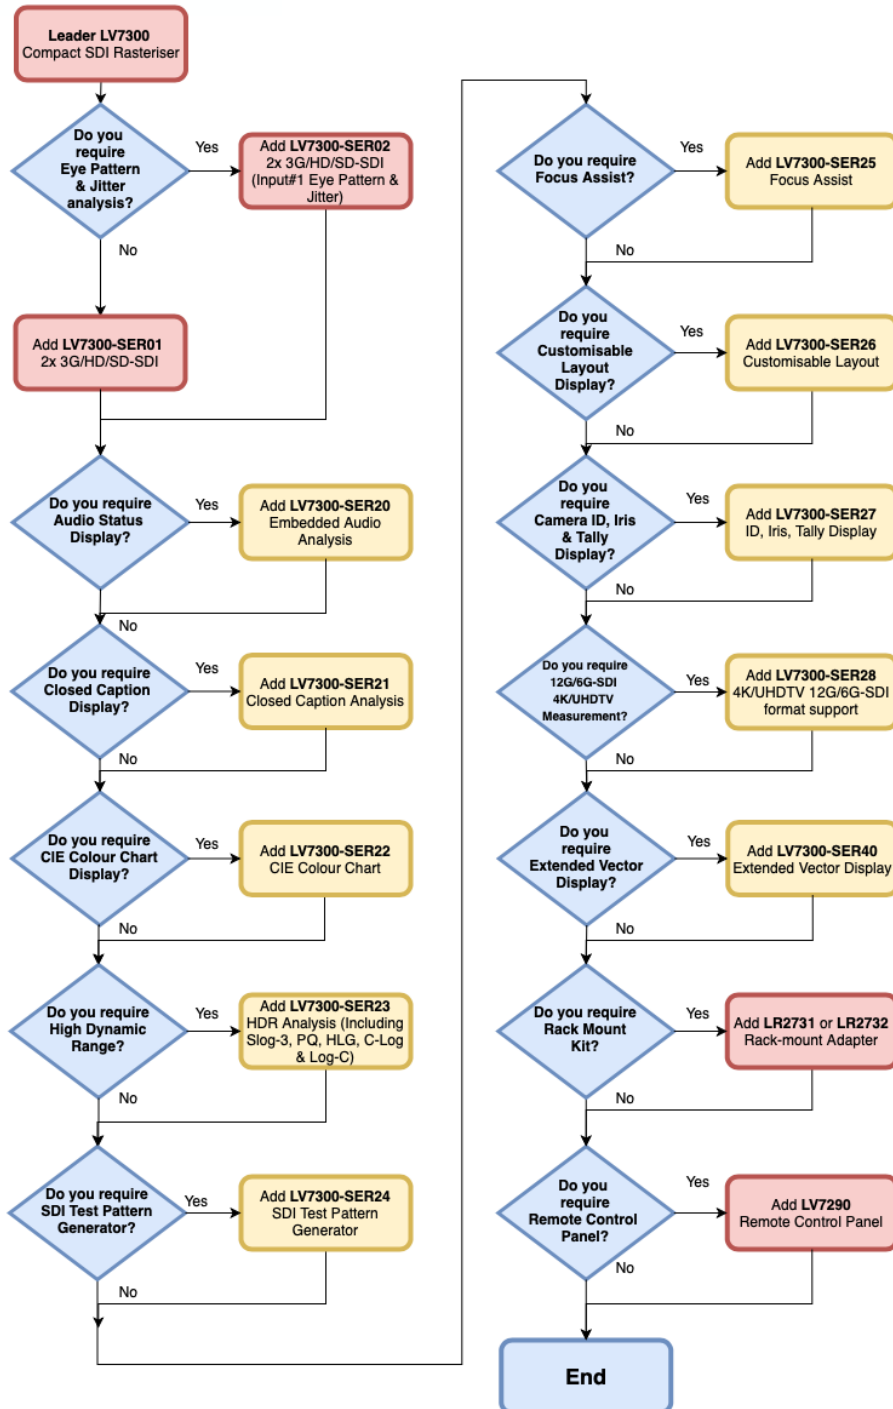 Leader LV7300
Compact SDI Rasteriser
Do you
require
Eye Pattern
& Jitter
analysis?
Yes
Add LV7300-SER02
2x 3G/HD/SD-SDI
(Input#1 Eye Pattern &
Jitter)
No
Add LV7300-SER01
2x 3G/HD/SD-SDI
Do you require
Audio Status
Display?
Yes
Add LV7300-SER20
Embedded Audio
Analysis
No
Do you require
Closed Caption
Display?
Yes
Add LV7300-SER21
Closed Caption Analysis
No
Do you require
CIE Colour Chart
Display?
Yes
Add LV7300-SER22
CIE Colour Chart
No
Do you require
High Dynamic
Range?
Yes
Add LV7300-SER23
HDR Analysis (Including
Slog-3, PQ, HLG, C-Log
& Log-C)
No
Do you require
SDI Test Pattern
Generator?
Yes
Add LV7300-SER24
SDI Test Pattern
Generator
No
Do you require
Focus Assist?
Yes
Add LV7300-SER25
Focus Assist
No
Do you
require
Customisable
Layout
Display?
Yes
Add LV7300-SER26
Customisable Layout
No
Do you
require
Camera ID, Iris
& Tally
Display?
Yes
Add LV7300-SER27
ID, Iris, Tally Display
No
Do you require
12G/6G-SDI
4K/UHDTV
Measurement?
Yes
Add LV7300-SER28
4K/UHDTV 12G/6G-SDI
format support
No
Do you
require
Extended Vector
Display?
Yes
Add LV7300-SER40
Extended Vector Display
No
Do you require
Rack Mount
Kit?
Yes
Add LR2731 or LR2732
Rack-mount Adapter
No
Do you
require
Remote Control
Panel?
Yes
Add LV7290
Remote Control Panel
No
End